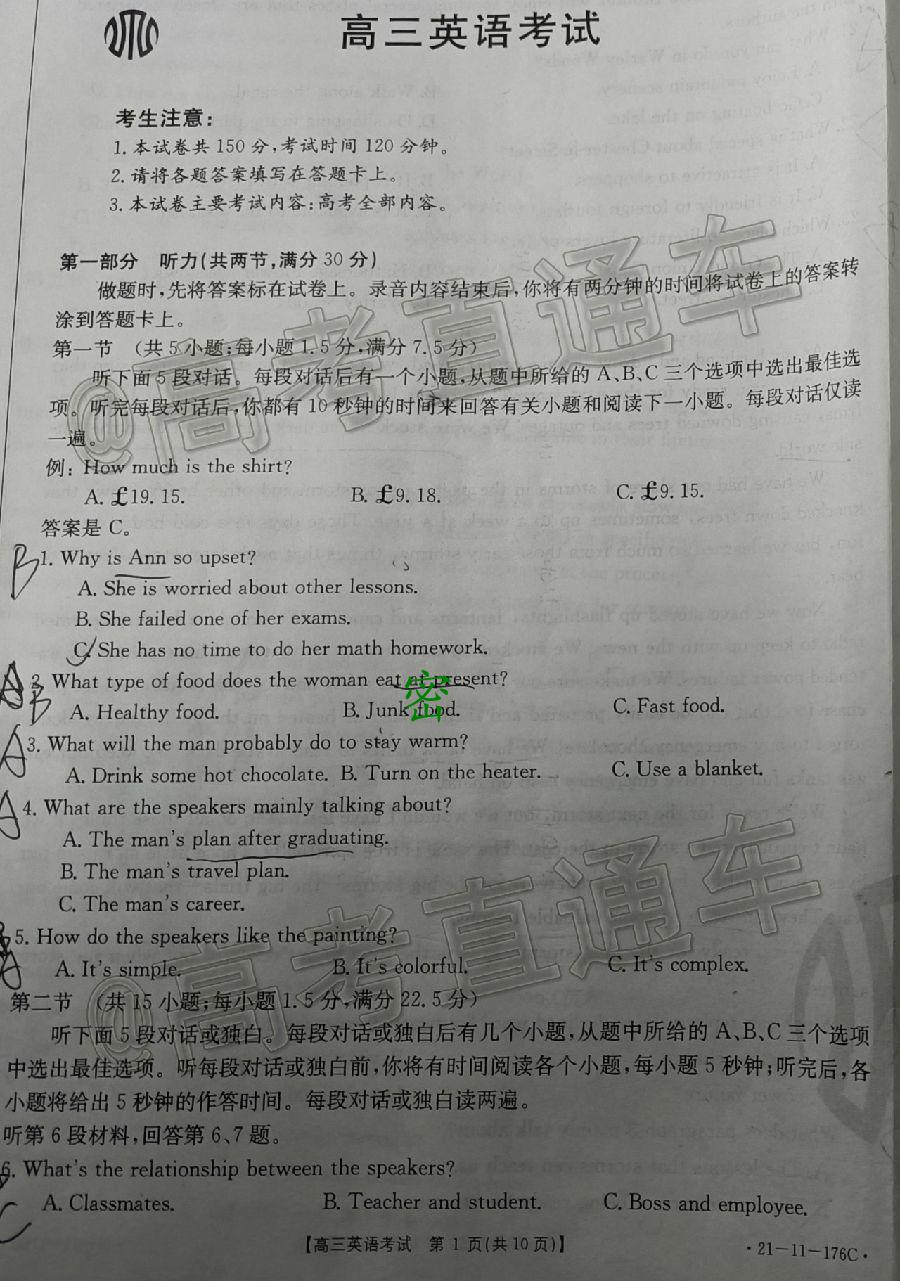 高三英语考试
考生注意：
1.本试卷共150分,考试时间120分钟。
2.请将各题答案填写在答题卡上。
3.本试卷主要考试内容:高考全部内容。
第一部分 听力(共两节,满分30分)
做题时,先将答案标在试卷上。录音内容结束后,你将有两分钟的时间将试卷上的答案转
涂到答题卡上。
第一节 (共5小题;每小题1.5分,满分7.5分)
听下面5段对话。每段对话后有一个小题,从题中所给的A、B、C三个选项中选出最佳选
项。听完每段对话后,你都有10秒钟的时间来回答有关小题和阅读下一小题。每段对话仅读
一遍。
例: How much is the shirt?
A. £19. 15. B. £9. 18. C. £9. 15.
答案是C。
B 1. Why is Ann so upset?
A. She is worried about other lessons.
B. She failed one of her exams.
C. She has no time to do her math homework.
2. What type of food does the woman eat at present?
B
A. Healthy food. B. Junk food. C. Fast food.
密
A 3. What will the man probably do to stay warm?
A. Drink some hot chocolate. B. Turn on the heater. C. Use a blanket.
A 4. What are the speakers mainly talking about?
A. The man's plan after graduating.
B. The man's travel plan.
C. The man's career.
5. How do the speakers like the painting?
A
A. It's simple. B. It's colorful. C. It's complex.
第二节 (共15小题;每小题1.5分,满分22.5分)
听下面5段对话或独白。每段对话或独白后有几个小题,从题中所给的A、B、C三个选项
中选出最佳选项。听每段对话或独白前,你将有时间阅读各个小题,每小题5秒钟;听完后,各
小题将给出5秒钟的作答时间。每段对话或独白读两遍。
听第6段材料,回答第6、7题。
6. What's the relationship between the speakers?
C
A. Classmates. B. Teacher and student. C. Boss and employee.
【高三英语考试 第1页(共10页)】
·21-11-176C·
@高考直通车
@高考直通车